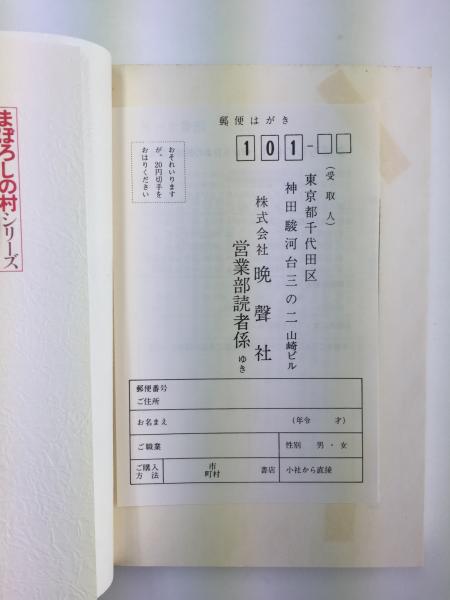 まぼろしの村シリーズ
郵便はがき
101-□□
おそれいります
が、20円切手を
おはりください
(受取人)
東京都千代田区
神田駿河台三の二 山崎ビル
株式会社 晩聲社
営業部読者係 ゆき
郵便番号
ご住所
お名まえ (年令 才)
ご職業 性別 男・女
ご購入方法 市町村 書店 小社から直接